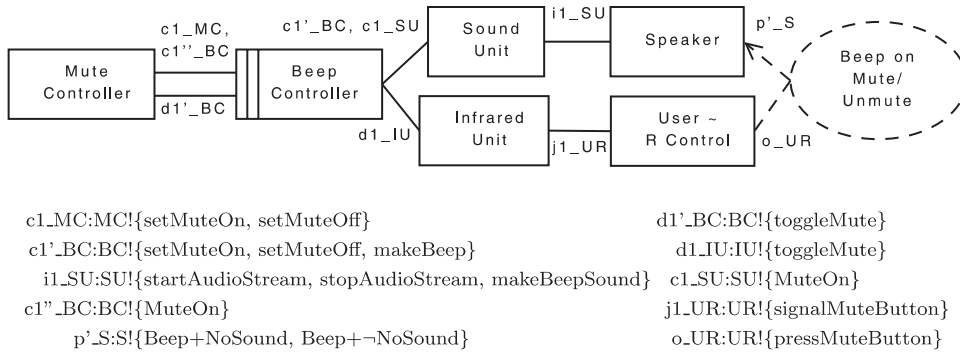 c1_MC,
c1''_BC
Mute
Controller
d1'_BC
c1'_BC, c1_SU
Beep
Controller
d1_IU
Sound
Unit
Infrared
Unit
i1_SU
j1_UR
Speaker
User ~
R Control
p'_S
o_UR
Beep on
Mute/
Unmute
c1_MC:MC!{setMuteOn, setMuteOff}
c1'_BC:BC!{setMuteOn, setMuteOff, makeBeep}
i1_SU:SU!{startAudioStream, stopAudioStream, makeBeepSound}
c1"_BC:BC!{MuteOn}
p'_S:S!{Beep+NoSound, Beep+¬NoSound}
d1'_BC:BC!{toggleMute}
d1_IU:IU!{toggleMute}
c1_SU:SU!{MuteOn}
j1_UR:UR!{signalMuteButton}
o_UR:UR!{pressMuteButton}